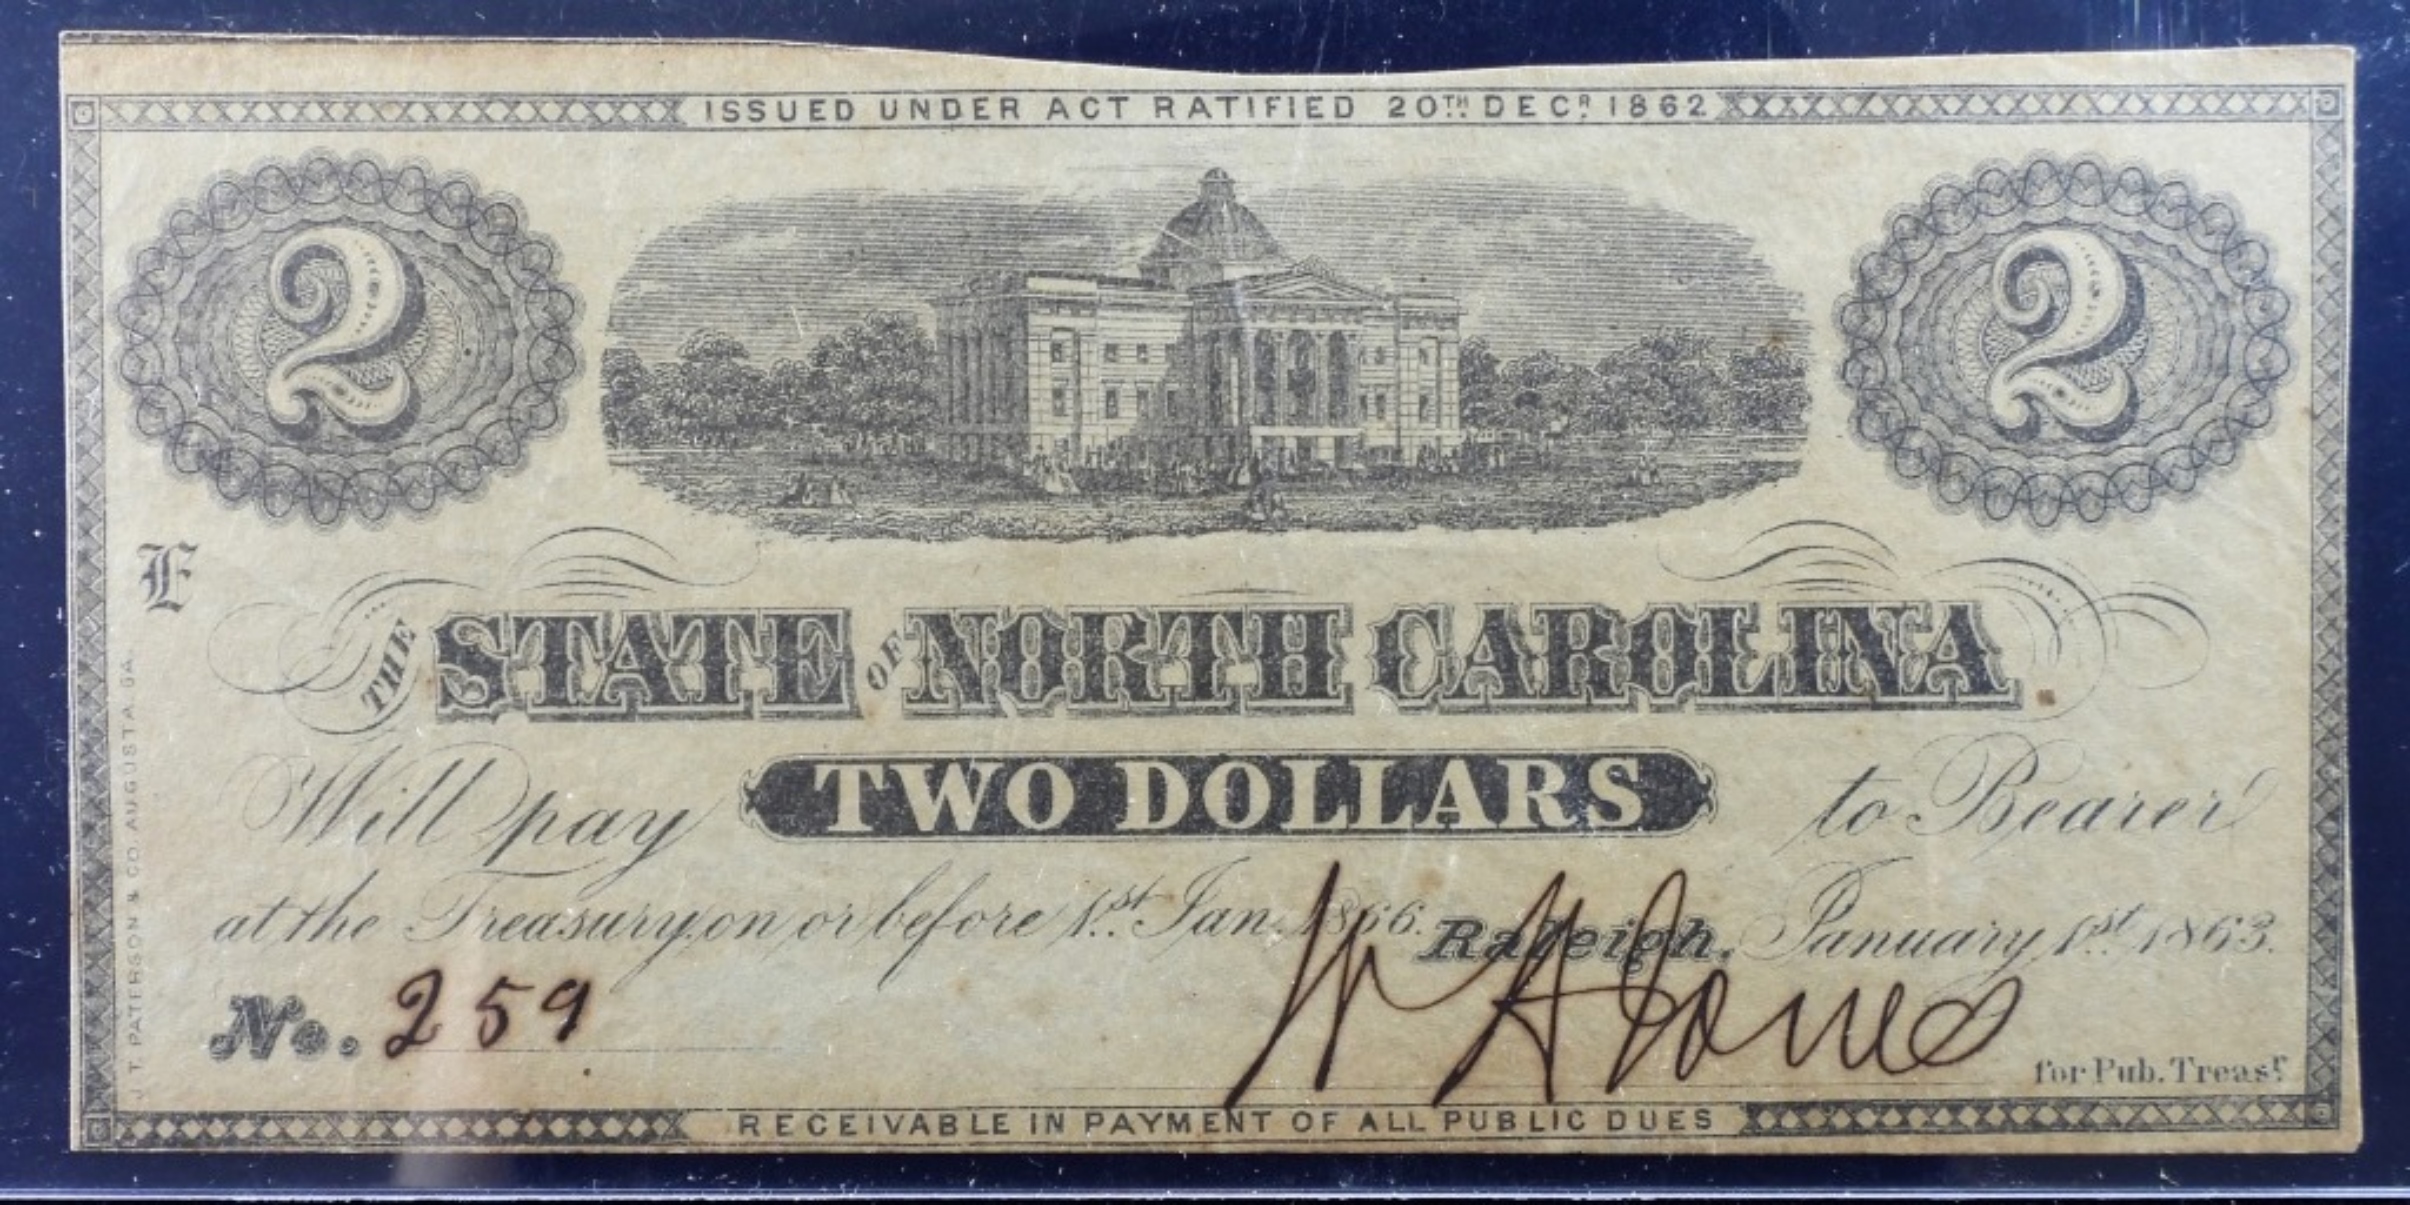 ISSUED UNDER ACT RATIFIED 20TH DECR 1862
2
2
E
THE STATE OF NORTH CAROLINA
Will pay TWO DOLLARS to Bearer
at the Treasury, on or before 1st Jan. 1866. Raleigh, January 1st 1863.
No. 259
W H Jones
for Pub. Treasr
RECEIVABLE IN PAYMENT OF ALL PUBLIC DUES
J. T. PATERSON & CO. AUGUSTA. GA.